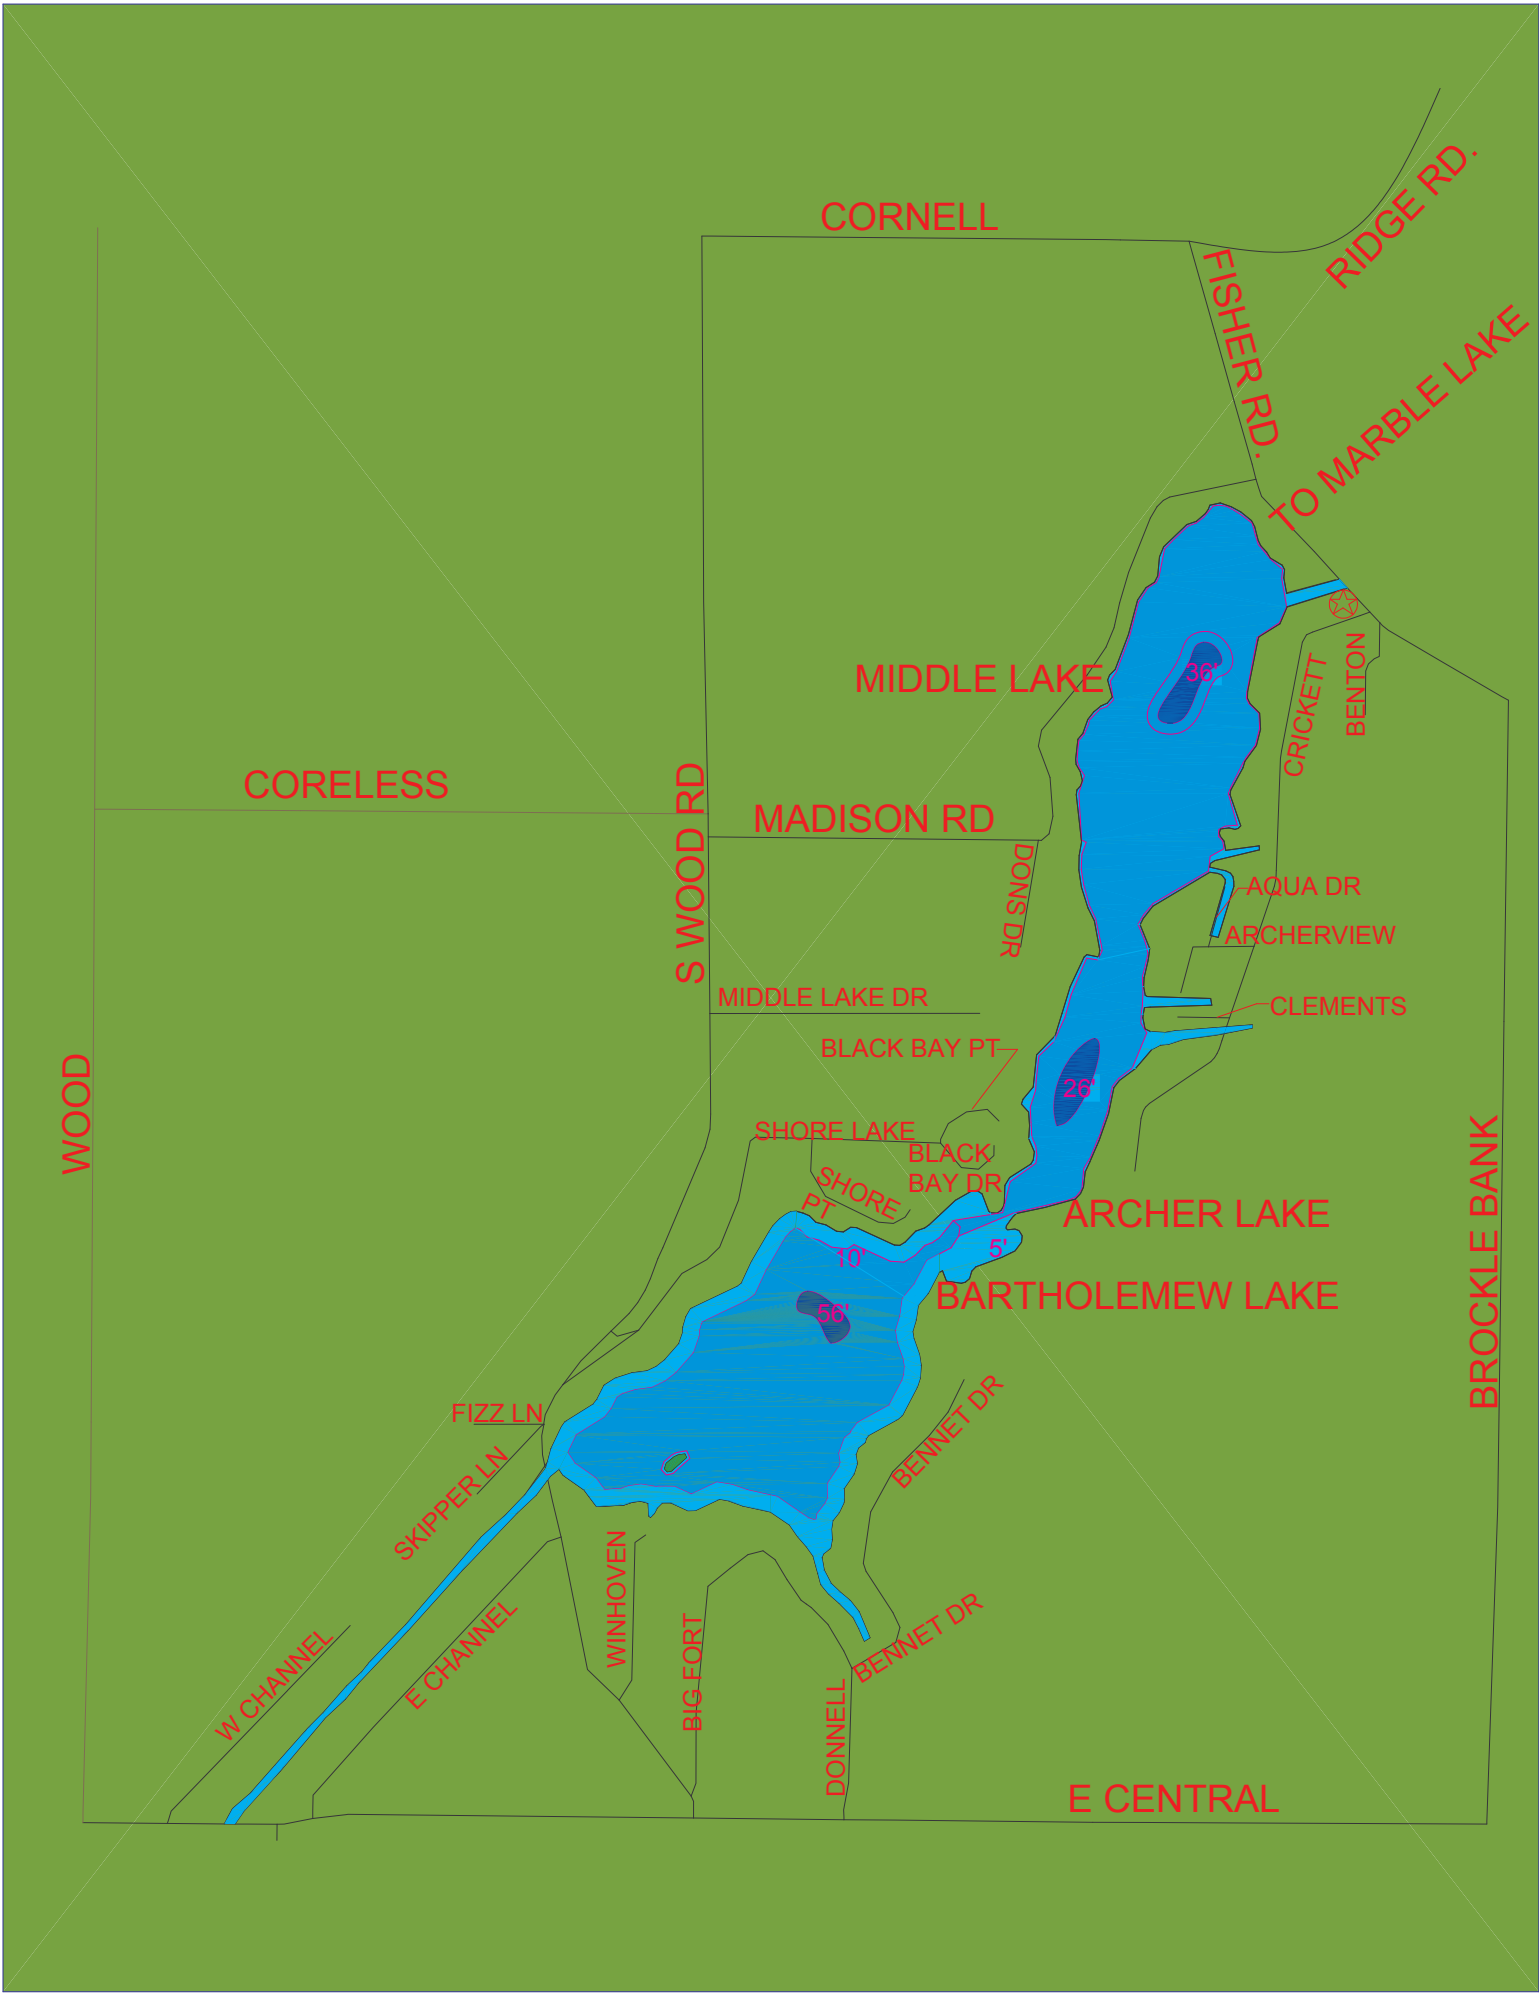 CORNELL
RIDGE RD.
FISHER RD.
TO MARBLE LAKE
MIDDLE LAKE
36'
CRICKETT
BENTON
CORELESS
S WOOD RD
MADISON RD
DONS DR
AQUA DR
ARCHERVIEW
MIDDLE LAKE DR
CLEMENTS
BLACK BAY PT
26'
WOOD
SHORE LAKE
BLACK
BAY DR
SHORE
PT
ARCHER LAKE
BROCKLE BANK
10'
5'
BARTHOLEMEW LAKE
56'
FIZZ LN
BENNET DR
SKIPPER LN
WINHOVEN
E CHANNEL
W CHANNEL
BIG FORT
BENNET DR
DONNELL
E CENTRAL